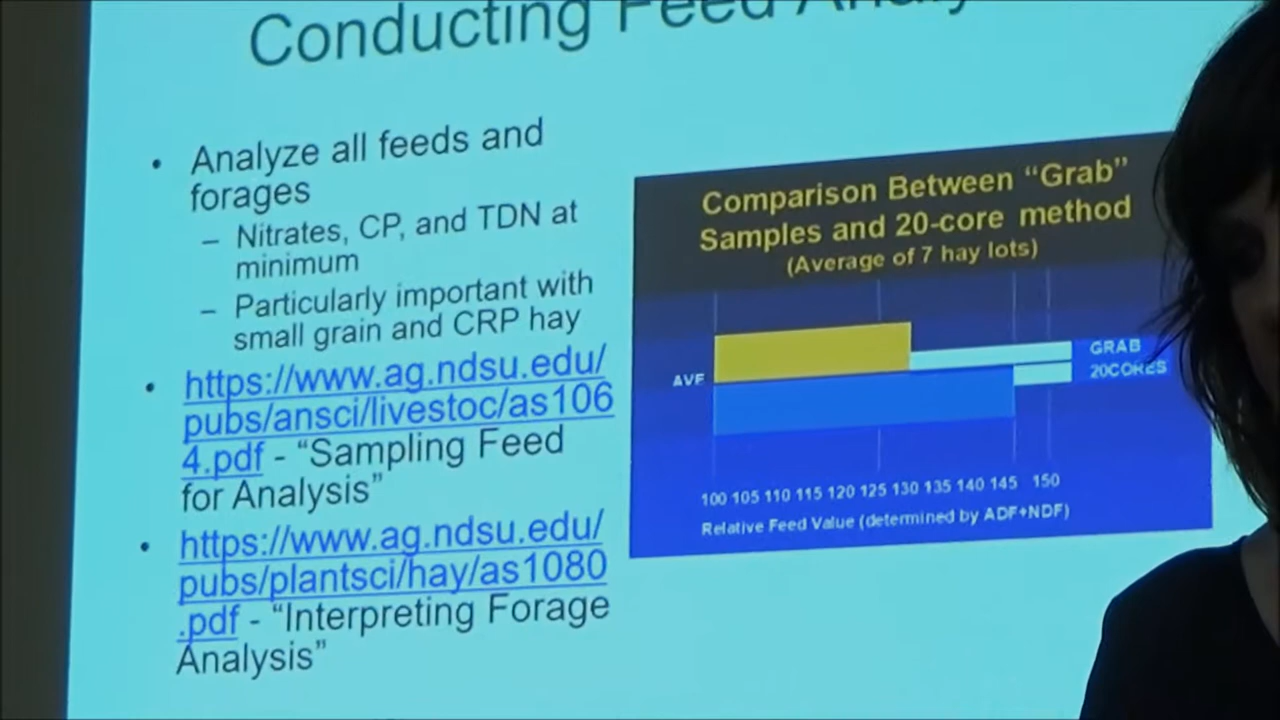 Conducting Feed
• Analyze all feeds and
forages
– Nitrates, CP, and TDN at
minimum
– Particularly important with
small grain and CRP hay
• https://www.ag.ndsu.edu/
pubs/ansci/livestoc/as106
4.pdf - “Sampling Feed
for Analysis”
• https://www.ag.ndsu.edu/
pubs/plantsci/hay/as1080
.pdf - “Interpreting Forage
Analysis”
Comparison Between “Grab”
Samples and 20-core method
(Average of 7 hay lots)
GRAB
20CORES
AVE
100 105 110 115 120 125 130 135 140 145 150
Relative Feed Value (determined by ADF+NDF)